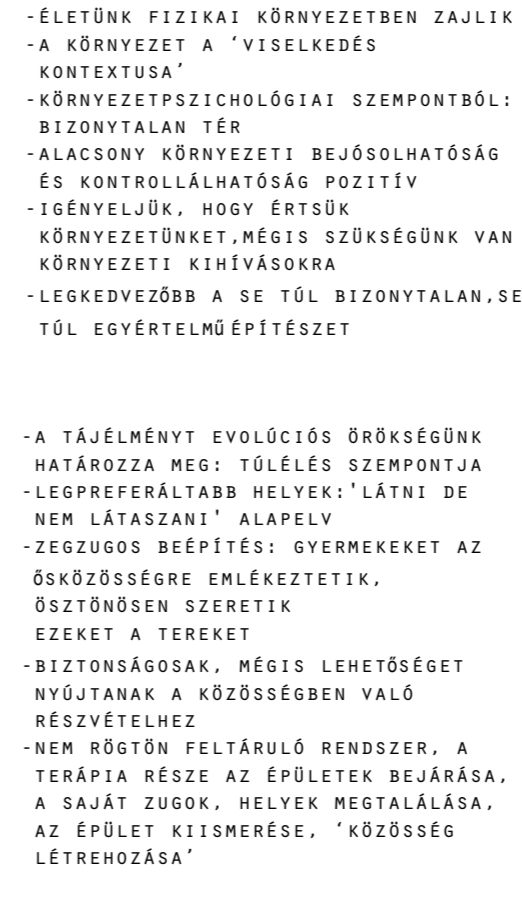 -ÉLETÜNK FIZIKAI KÖRNYEZETBEN ZAJLIK
-A KÖRNYEZET A ‘VISELKEDÉS
KONTEXTUSA’
-KÖRNYEZETPSZICHOLÓGIAI SZEMPONTBÓL:
BIZONYTALAN TÉR
-ALACSONY KÖRNYEZETI BEJÓSOLHATÓSÁG
ÉS KONTROLLÁLHATÓSÁG POZITÍV
-IGÉNYELJÜK, HOGY ÉRTSÜK
KÖRNYEZETÜNKET,MÉGIS SZÜKSÉGÜNK VAN
KÖRNYEZETI KIHÍVÁSOKRA
-LEGKEDVEZŐBB A SE TÚL BIZONYTALAN,SE
TÚL EGYÉRTELMŰ ÉPÍTÉSZET
-A TÁJÉLMÉNYT EVOLÚCIÓS ÖRÖKSÉGÜNK
HATÁROZZA MEG: TÚLÉLÉS SZEMPONTJA
-LEGPREFERÁLTABB HELYEK:'LÁTNI DE
NEM LÁTASZANI' ALAPELV
-ZEGZUGOS BEÉPÍTÉS: GYERMEKEKET AZ
ŐSKÖZÖSSÉGRE EMLÉKEZTETIK,
ÖSZTÖNÖSEN SZERETIK
EZEKET A TEREKET
-BIZTONSÁGOSAK, MÉGIS LEHETŐSÉGET
NYÚJTANAK A KÖZÖSSÉGBEN VALÓ
RÉSZVÉTELHEZ
-NEM RÖGTÖN FELTÁRULÓ RENDSZER, A
TERÁPIA RÉSZE AZ ÉPÜLETEK BEJÁRÁSA,
A SAJÁT ZUGOK, HELYEK MEGTALÁLÁSA,
AZ ÉPÜLET KIISMERÉSE, ‘KÖZÖSSÉG
LÉTREHOZÁSA’